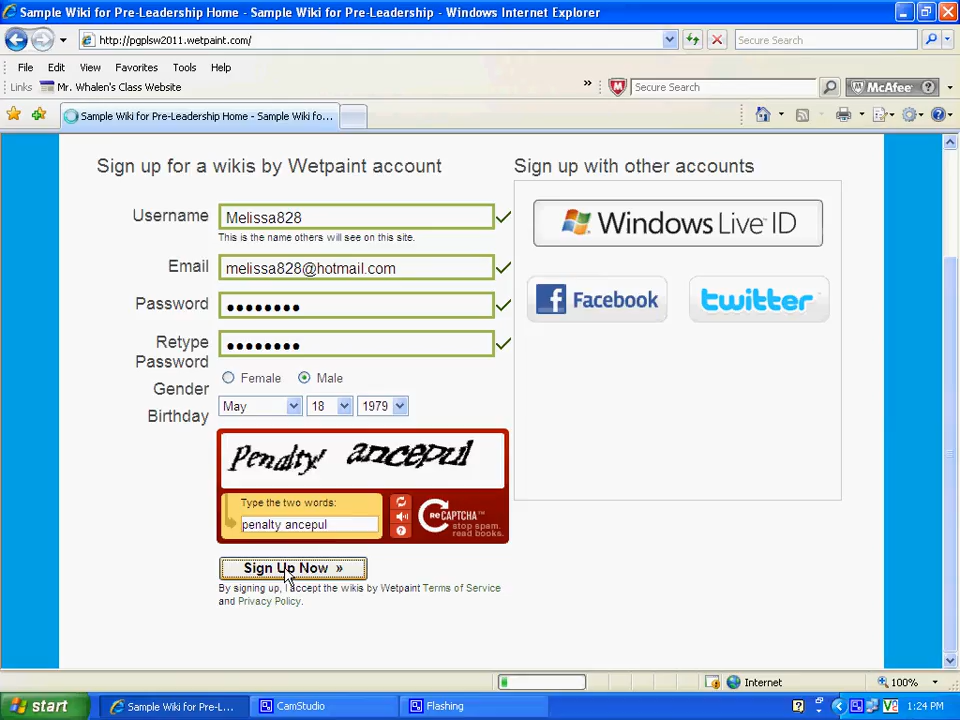 Sample Wiki for Pre-Leadership Home - Sample Wiki for Pre-Leadership - Windows Internet Explorer
http://pgplsw2011.wetpaint.com/
Secure Search
File Edit View Favorites Tools Help
Links Mr. Whalen's Class Website
» Secure Search McAfee
Sample Wiki for Pre-Leadership Home - Sample Wiki fo...
Sign up for a wikis by Wetpaint account
Sign up with other accounts
Username Melissa828
This is the name others will see on this site.
Windows Live ID
Email melissa828@hotmail.com
Password ●●●●●●●●
Facebook twitter
Retype Password ●●●●●●●●
Gender Female Male
Birthday May 18 1979
Penalty! ancepul
Type the two words:
penalty ancepul
reCAPTCHA
stop spam.
read books.
Sign Up Now »
By signing up, I accept the wikis by Wetpaint Terms of Service
and Privacy Policy.
Internet 100%
start Sample Wiki for Pre-L... CamStudio Flashing 1:24 PM